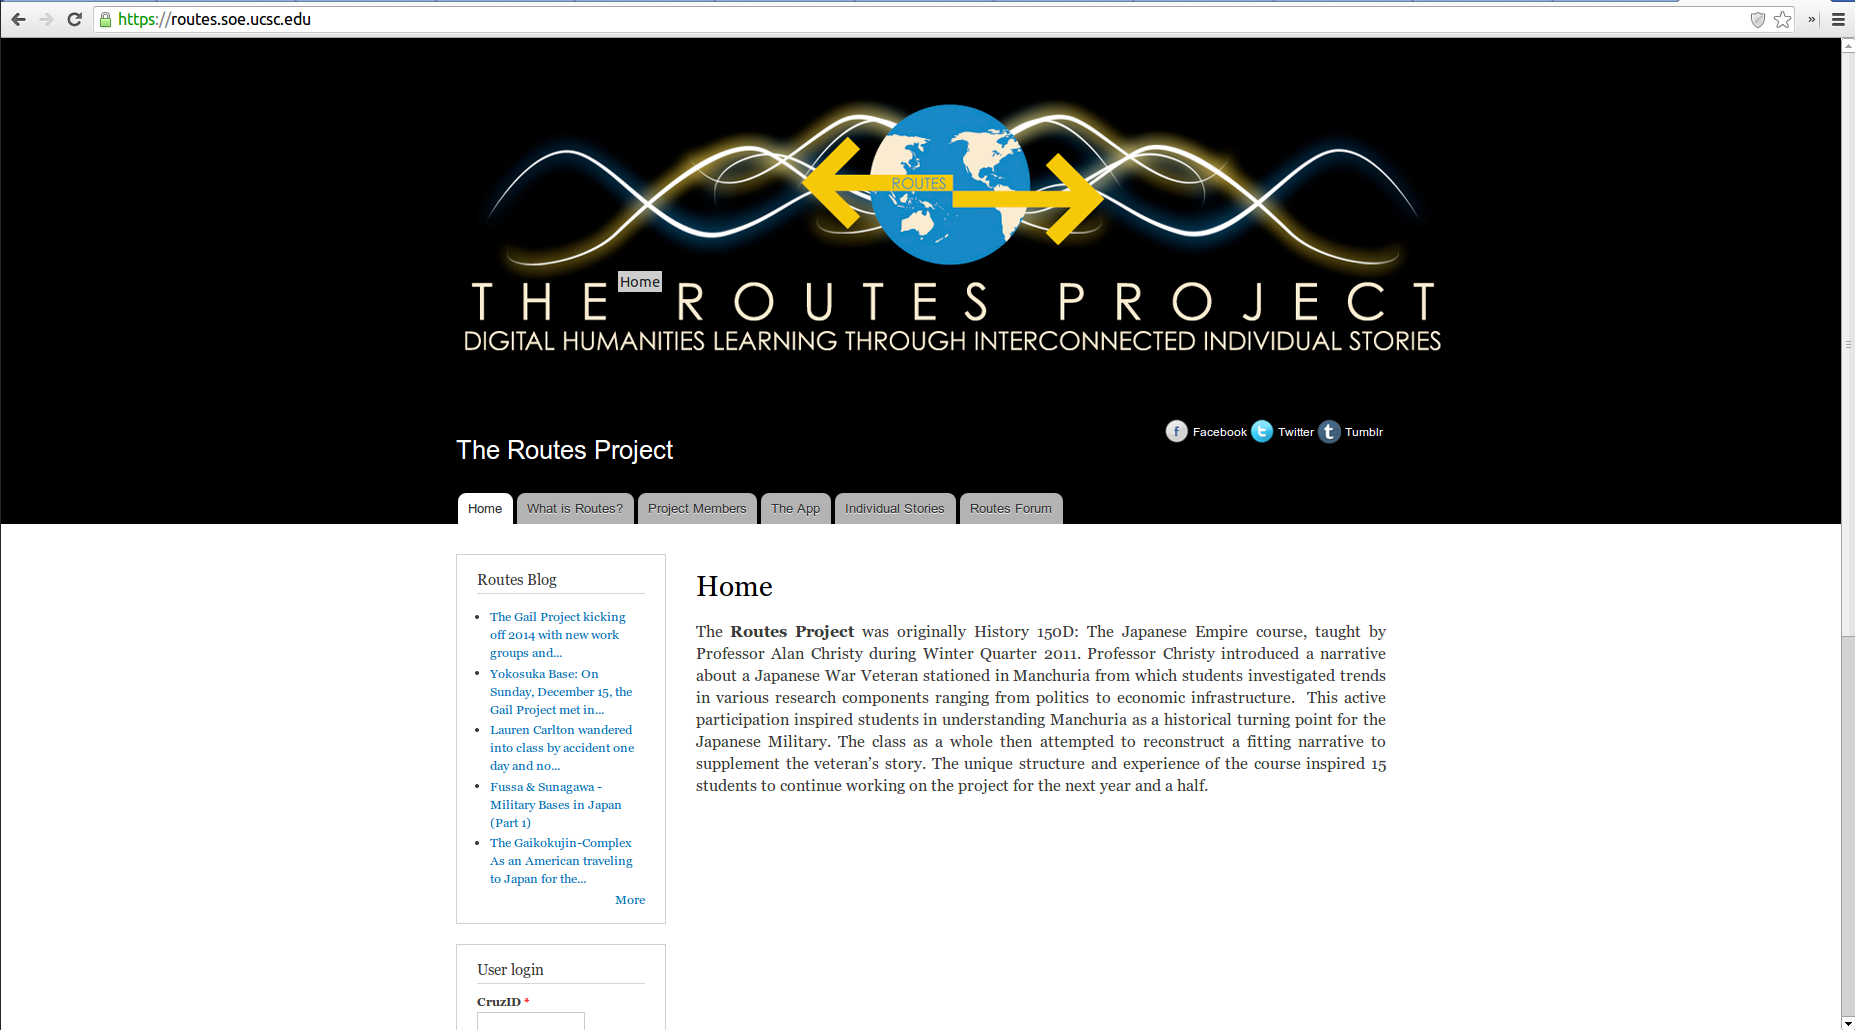 https://routes.soe.ucsc.edu
»
ROUTES
Home
THE ROUTES PROJECT
DIGITAL HUMANITIES LEARNING THROUGH INTERCONNECTED INDIVIDUAL STORIES
f Facebook t Twitter t Tumblr
The Routes Project
Home What is Routes? Project Members The App Individual Stories Routes Forum
Routes Blog
• The Gail Project kicking
off 2014 with new work
groups and...
• Yokosuka Base: On
Sunday, December 15, the
Gail Project met in...
• Lauren Carlton wandered
into class by accident one
day and no...
• Fussa & Sunagawa -
Military Bases in Japan
(Part 1)
• The Gaikokujin-Complex
As an American traveling
to Japan for the...
More
User login
CruzID *
Home
The Routes Project was originally History 150D: The Japanese Empire course, taught by
Professor Alan Christy during Winter Quarter 2011. Professor Christy introduced a narrative
about a Japanese War Veteran stationed in Manchuria from which students investigated trends
in various research components ranging from politics to economic infrastructure. This active
participation inspired students in understanding Manchuria as a historical turning point for the
Japanese Military. The class as a whole then attempted to reconstruct a fitting narrative to
supplement the veteran's story. The unique structure and experience of the course inspired 15
students to continue working on the project for the next year and a half.